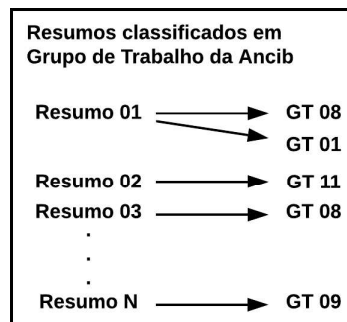 Resumos classificados em
Grupo de Trabalho da Ancib
Resumo 01 GT 08
GT 01
Resumo 02 GT 11
Resumo 03 GT 08
.
.
.
Resumo N GT 09